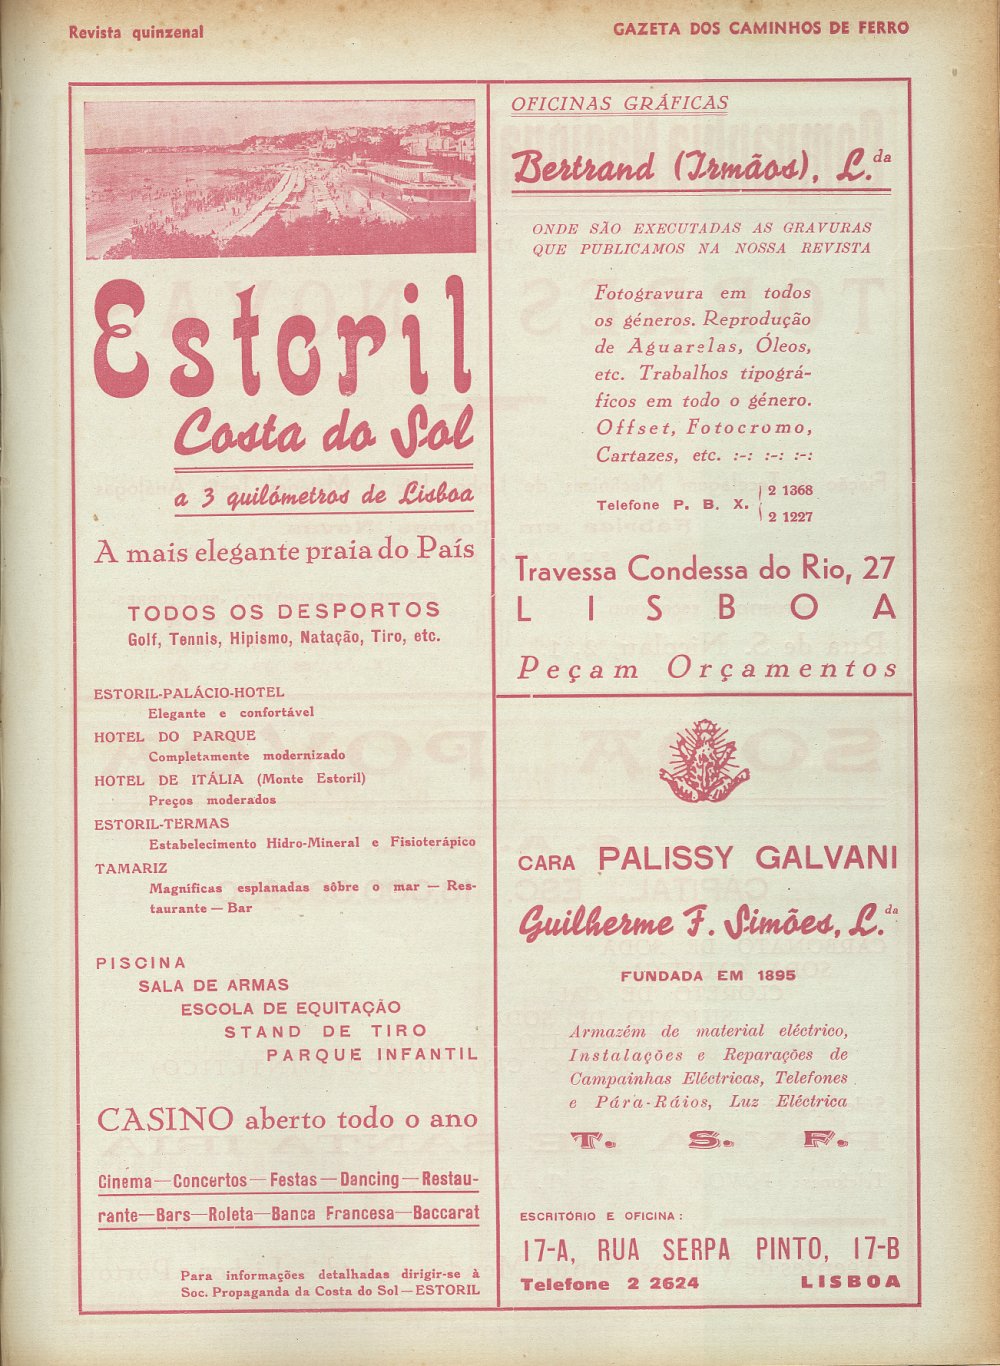 Revista quinzenal
GAZETA DOS CAMINHOS DE FERRO
Estoril
Costa do Sol
a 3 quilómetros de Lisboa
A mais elegante praia do País
TODOS OS DESPORTOS
Golf, Tennis, Hipismo, Natação, Tiro, etc.
ESTORIL-PALÁCIO-HOTEL
Elegante e confortável
HOTEL DO PARQUE
Completamente modernizado
HOTEL DE ITÁLIA (Monte Estoril)
Preços moderados
ESTORIL-TERMAS
Estabelecimento Hidro-Mineral e Fisioterápico
TAMARIZ
Magníficas esplanadas sôbre o mar — Res-
taurante — Bar
PISCINA
SALA DE ARMAS
ESCOLA DE EQUITAÇÃO
STAND DE TIRO
PARQUE INFANTIL
CASINO aberto todo o ano
Cinema — Concertos — Festas — Dancing — Restau-
rante — Bars — Roleta — Banca Francesa — Baccarat
Para informações detalhadas dirigir-se à
Soc. Propaganda da Costa do Sol — ESTORIL
OFICINAS GRÁFICAS
Bertrand (Irmãos), L.da
ONDE SÃO EXECUTADAS AS GRAVURAS
QUE PUBLICAMOS NA NOSSA REVISTA
Fotogravura em todos
os géneros. Reprodução
de Aguarelas, Óleos,
etc. Trabalhos tipográ-
ficos em todo o género.
Offset, Fotocromo,
Cartazes, etc. :-: :-: :-:
Telefone P. B. X. { 2 1368
2 1227
Travessa Condessa do Rio, 27
LISBOA
Peçam Orçamentos
CARA PALISSY GALVANI
Guilherme F. Simões, L.da
FUNDADA EM 1895
Armazém de material eléctrico,
Instalações e Reparações de
Campainhas Eléctricas, Telefones
e Pára-Ráios, Luz Eléctrica
T. S. F.
ESCRITÓRIO E OFICINA:
17-A, RUA SERPA PINTO, 17-B
Telefone 2 2624 LISBOA